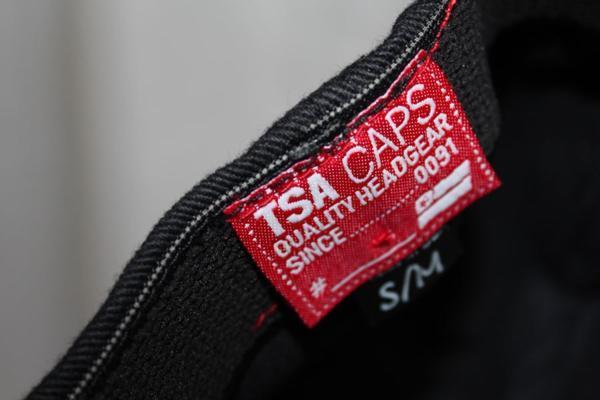 TSA CAPS
QUALITY HEADGEAR
SINCE 0091
#
S/M